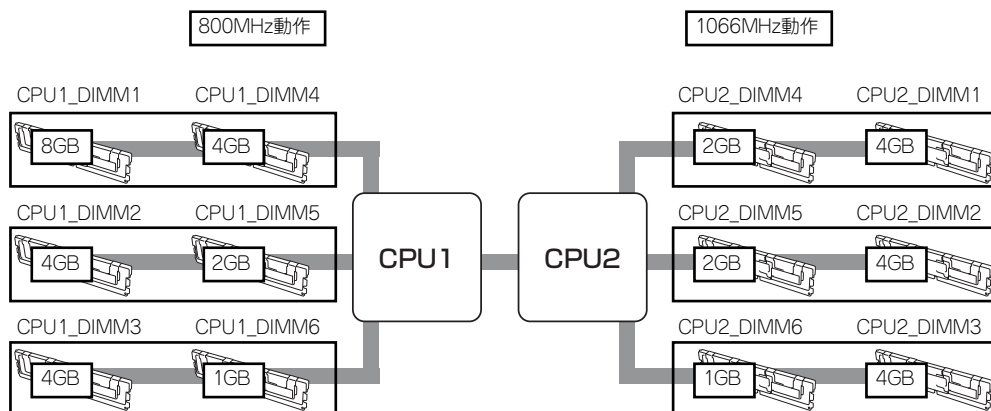 800MHz動作
1066MHz動作
CPU1_DIMM1
CPU1_DIMM4
CPU2_DIMM4
CPU2_DIMM1
8GB
4GB
2GB
4GB
CPU1_DIMM2
CPU1_DIMM5
CPU2_DIMM5
CPU2_DIMM2
4GB
2GB
CPU1
CPU2
2GB
4GB
CPU1_DIMM3
CPU1_DIMM6
CPU2_DIMM6
CPU2_DIMM3
4GB
1GB
1GB
4GB